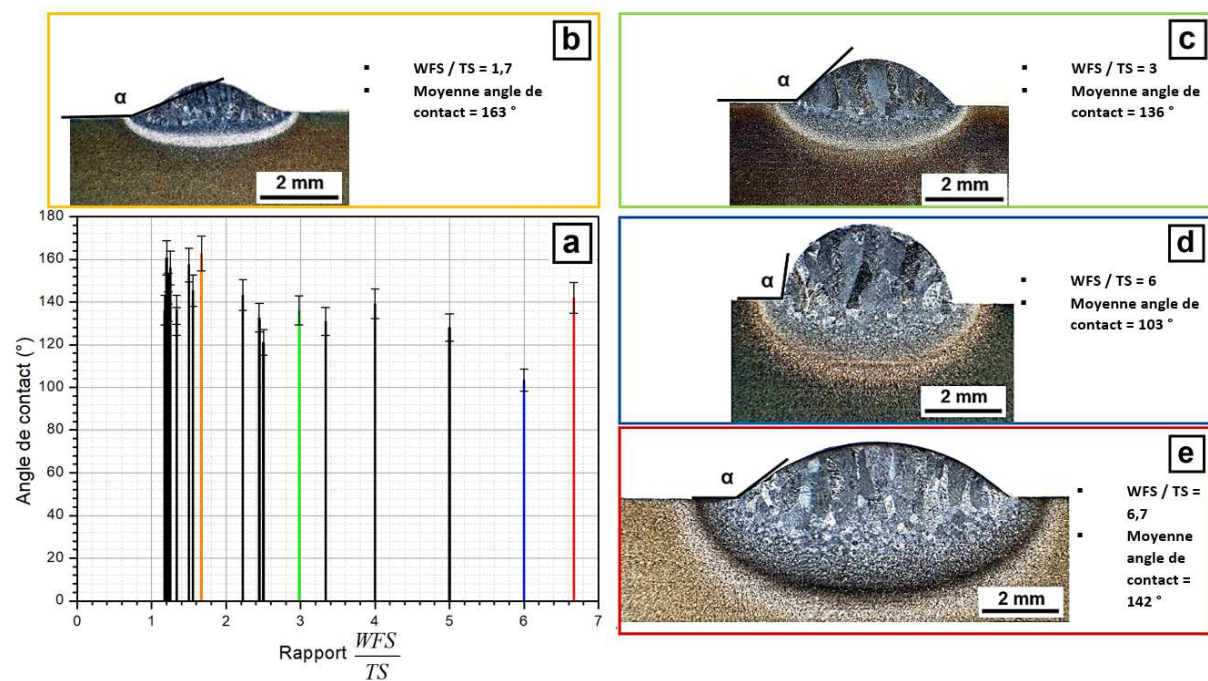 b
α
▪ WFS / TS = 1,7
▪ Moyenne angle de
contact = 163 °
2 mm
c
α
▪ WFS / TS = 3
▪ Moyenne angle de
contact = 136 °
2 mm
a
180
160
140
120
100
80
60
40
20
0
Angle de contact (°)
0 1 2 3 4 5 6 7
Rapport WFS
TS
d
α
▪ WFS / TS = 6
▪ Moyenne angle de
contact = 103 °
2 mm
e
α
▪ WFS / TS =
6,7
▪ Moyenne
angle de
contact =
142 °
2 mm